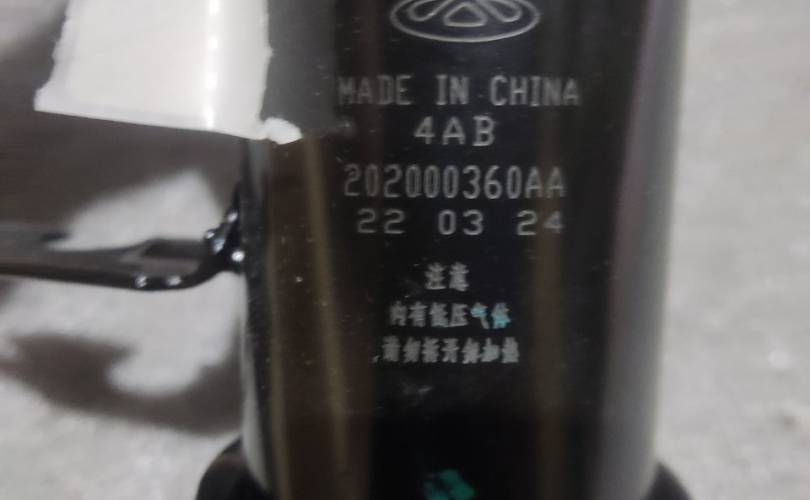 MADE IN CHINA
4AB
202000360AA
22 03 24
注意
内有低压气体
请勿拆开和加热